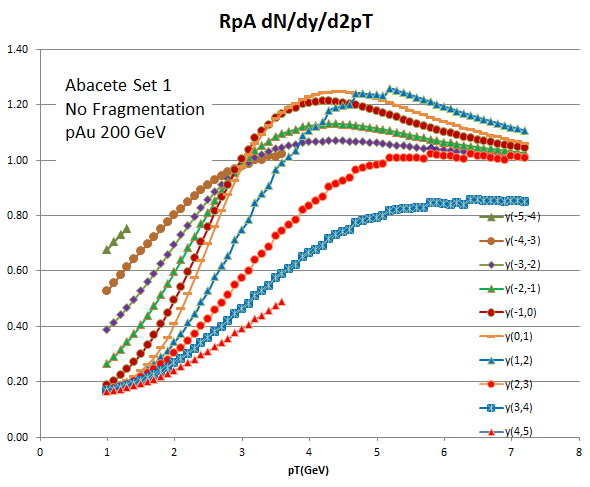 RpA dN/dy/d2pT
1.40
Abacete Set 1
No Fragmentation
pAu 200 GeV
1.20
1.00
0.80
0.60
0.40
0.20
0.00
y(-5,-4)
y(-4,-3)
y(-3,-2)
y(-2,-1)
y(-1,0)
y(0,1)
y(1,2)
y(2,3)
y(3,4)
y(4,5)
0 1 2 3 4 5 6 7 8
pT(GeV)